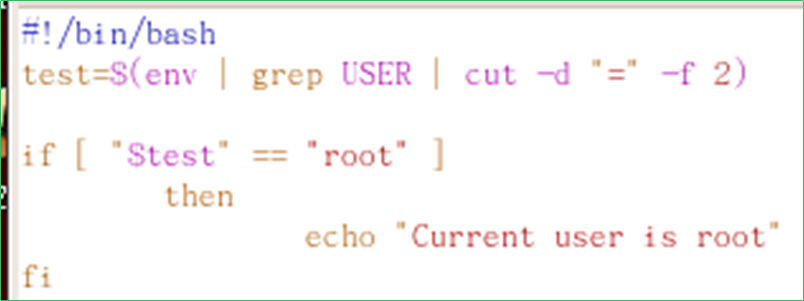 #!/bin/bash
test=$(env | grep USER | cut -d "=" -f 2)
if [ "$test" == "root" ]
then
echo "Current user is root"
fi